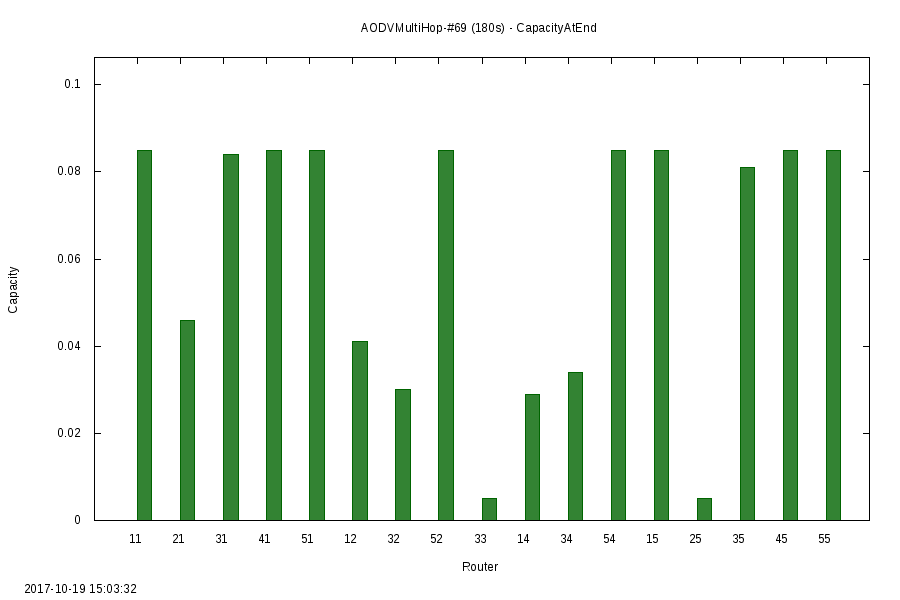 AODVMultiHop-#69 (180s) - CapacityAtEnd
0.1
0.08
0.06
0.04
0.02
0
Capacity
11 21 31 41 51 12 32 52 33 14 34 54 15 25 35 45 55
Router
2017-10-19 15:03:32